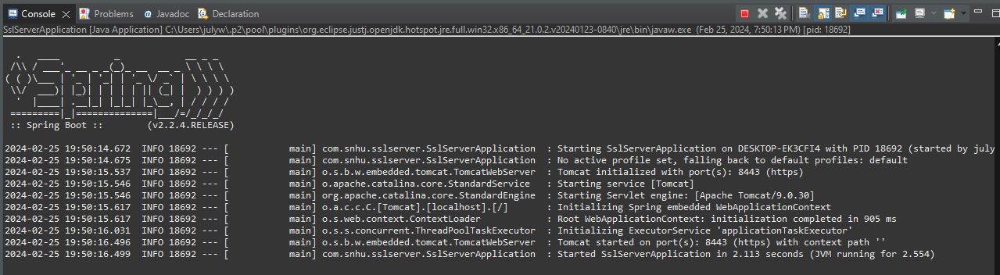 Console Problems Javadoc Declaration
SslServerApplication [Java Application] C:\Users\julyw\.p2\pool\plugins\org.eclipse.justj.openjdk.hotspot.jre.full.win32.x86_64_21.0.2.v20240123-0840\jre\bin\javaw.exe (Feb 25, 2024, 7:50:13 PM) [pid: 18692]
  .   ____          _            __ _ _
 /\\ / ___'_ __ _ _(_)_ __  __ _ \ \ \ \
( ( )\___ | '_ | '_| | '_ \/ _` | \ \ \ \
 \\/  ___)| |_)| | | | | || (_| |  ) ) ) )
  '  |____| .__|_| |_|_| |_\__, | / / / /
 =========|_|==============|___/=/_/_/_/
 :: Spring Boot ::        (v2.2.4.RELEASE)
2024-02-25 19:50:14.672  INFO 18692 --- [           main] com.snhu.sslserver.SslServerApplication  : Starting SslServerApplication on DESKTOP-EK3CFI4 with PID 18692 (started by july
2024-02-25 19:50:14.675  INFO 18692 --- [           main] com.snhu.sslserver.SslServerApplication  : No active profile set, falling back to default profiles: default
2024-02-25 19:50:15.537  INFO 18692 --- [           main] o.s.b.w.embedded.tomcat.TomcatWebServer  : Tomcat initialized with port(s): 8443 (https)
2024-02-25 19:50:15.546  INFO 18692 --- [           main] o.apache.catalina.core.StandardService   : Starting service [Tomcat]
2024-02-25 19:50:15.546  INFO 18692 --- [           main] org.apache.catalina.core.StandardEngine  : Starting Servlet engine: [Apache Tomcat/9.0.30]
2024-02-25 19:50:15.617  INFO 18692 --- [           main] o.a.c.c.C.[Tomcat].[localhost].[/]       : Initializing Spring embedded WebApplicationContext
2024-02-25 19:50:15.617  INFO 18692 --- [           main] o.s.web.context.ContextLoader            : Root WebApplicationContext: initialization completed in 905 ms
2024-02-25 19:50:16.031  INFO 18692 --- [           main] o.s.s.concurrent.ThreadPoolTaskExecutor  : Initializing ExecutorService 'applicationTaskExecutor'
2024-02-25 19:50:16.496  INFO 18692 --- [           main] o.s.b.w.embedded.tomcat.TomcatWebServer  : Tomcat started on port(s): 8443 (https) with context path ''
2024-02-25 19:50:16.499  INFO 18692 --- [           main] com.snhu.sslserver.SslServerApplication  : Started SslServerApplication in 2.113 seconds (JVM running for 2.554)